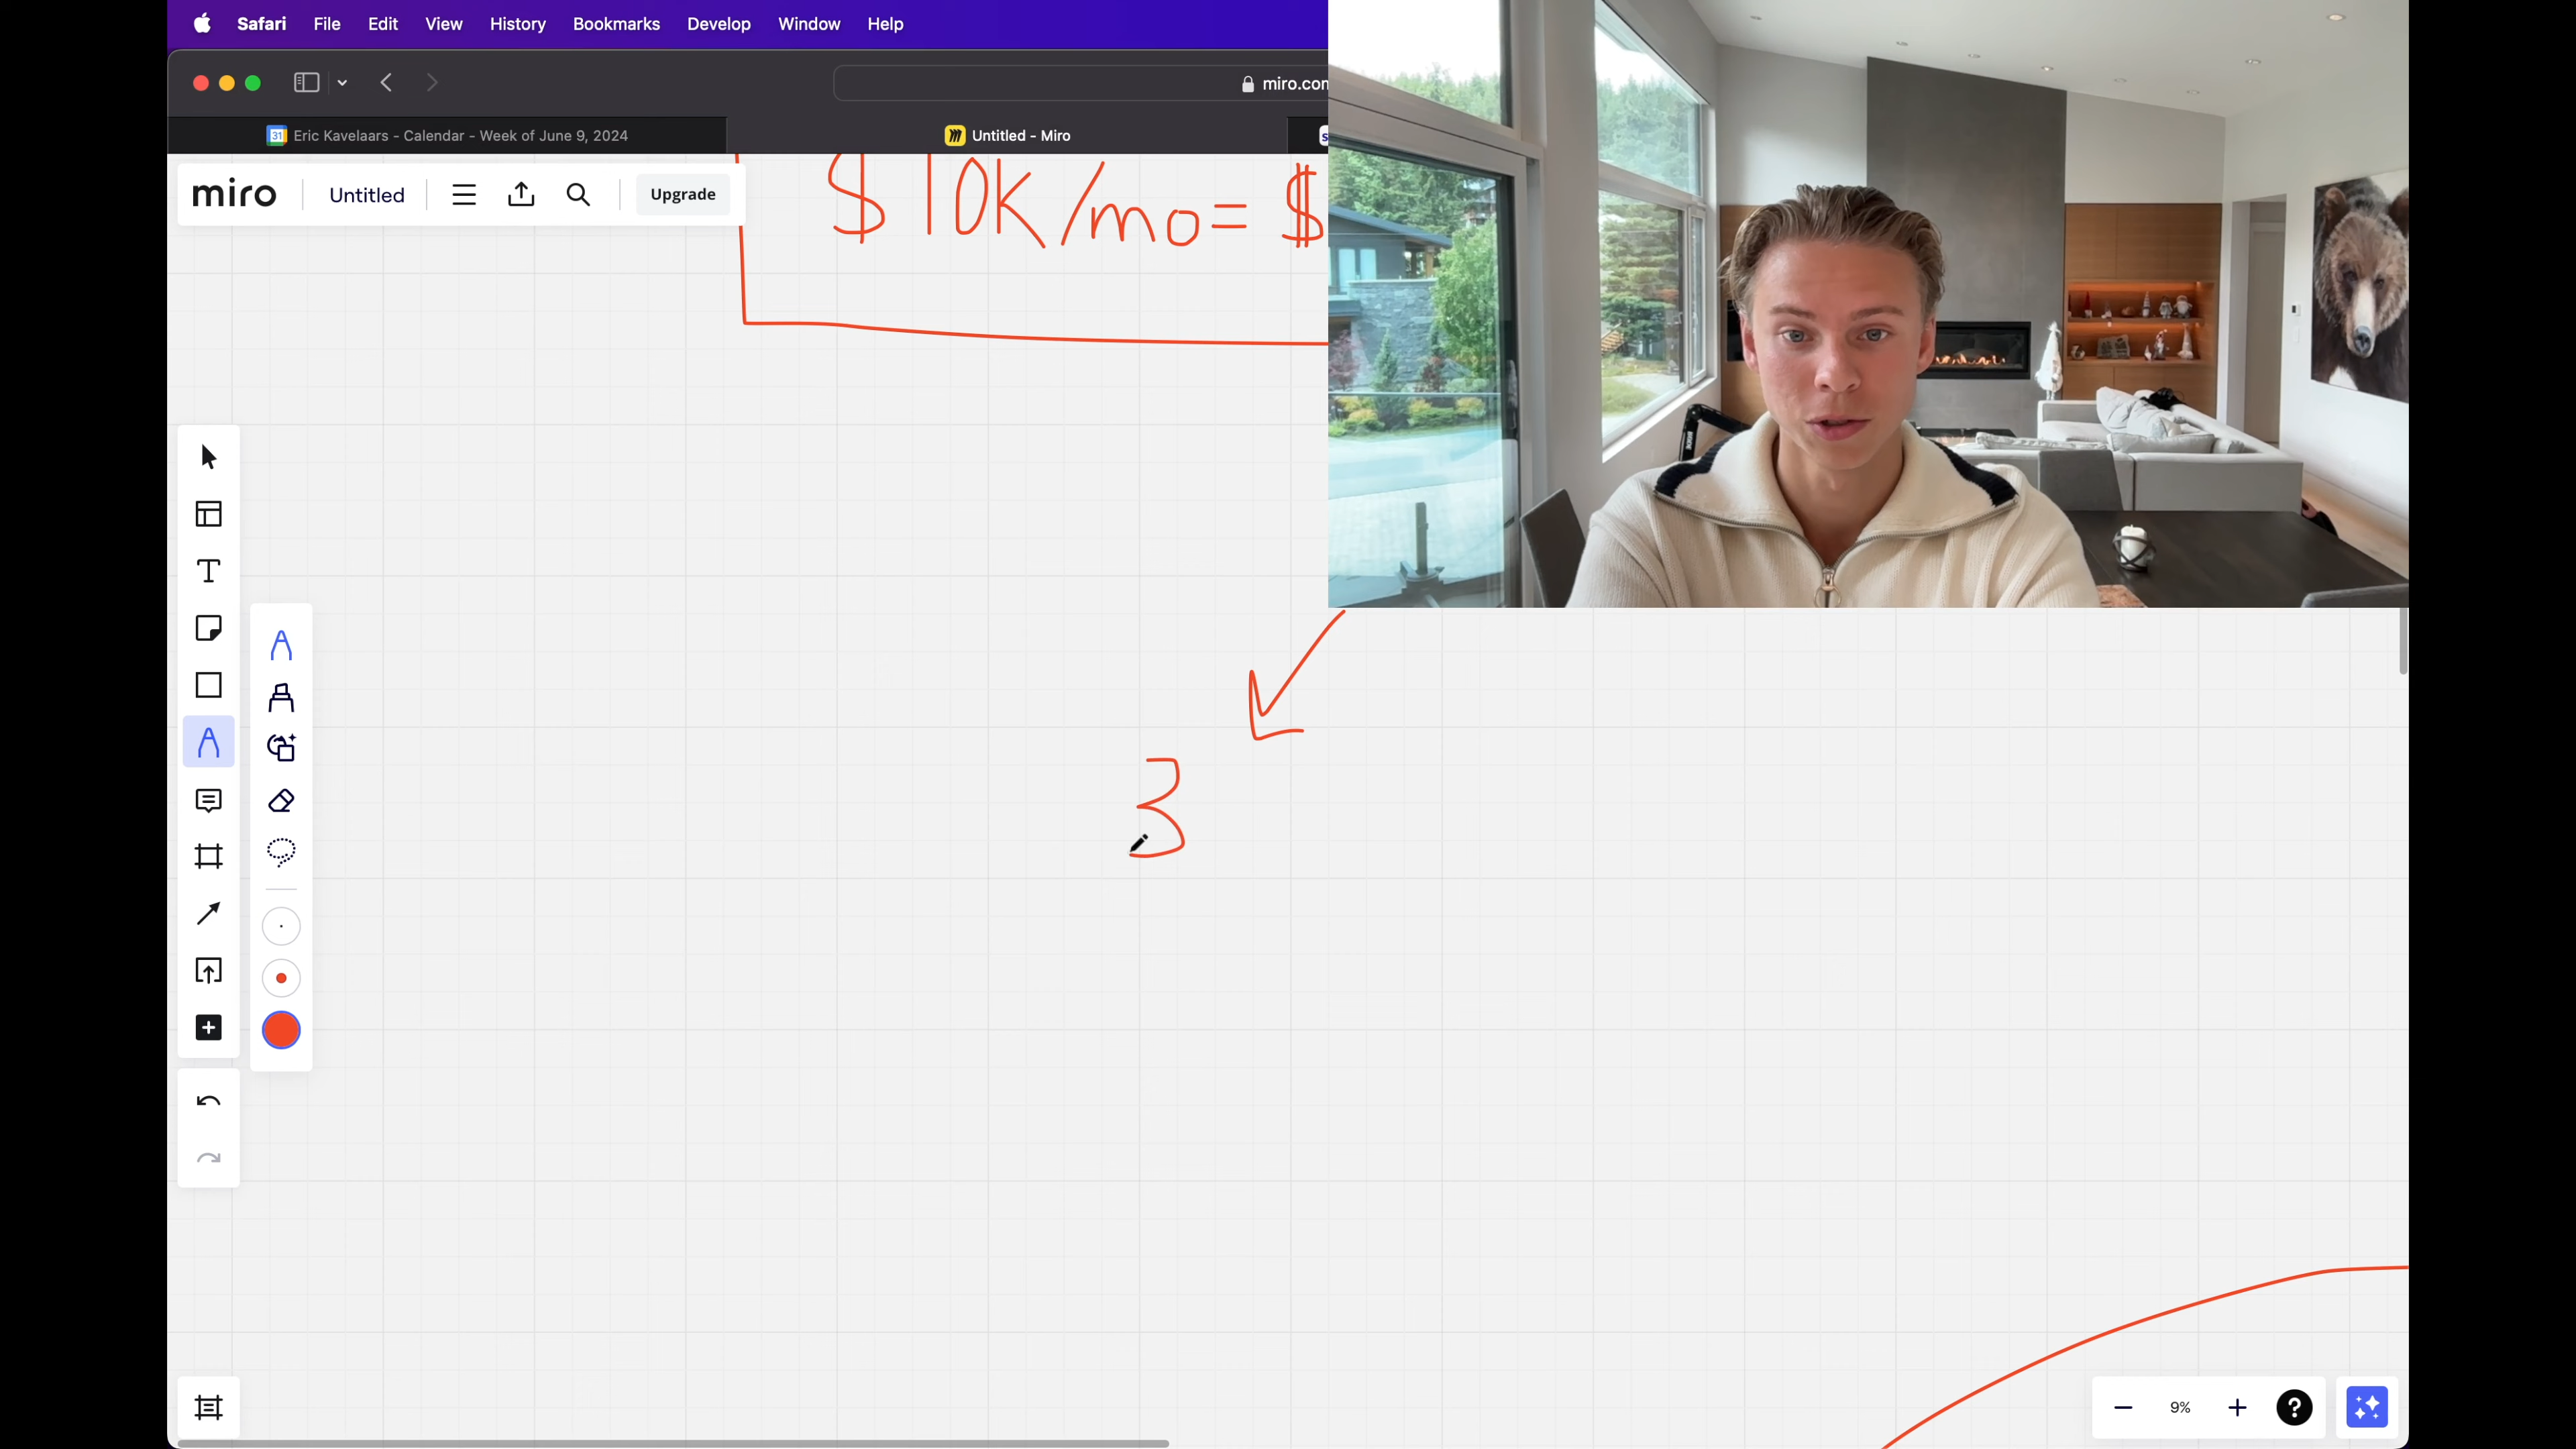 Safari File Edit View History Bookmarks Develop Window Help
miro.com
31 Eric Kavelaars - Calendar - Week of June 9, 2024
Untitled - Miro
miro Untitled Upgrade
$10K/mo= $
3
9%